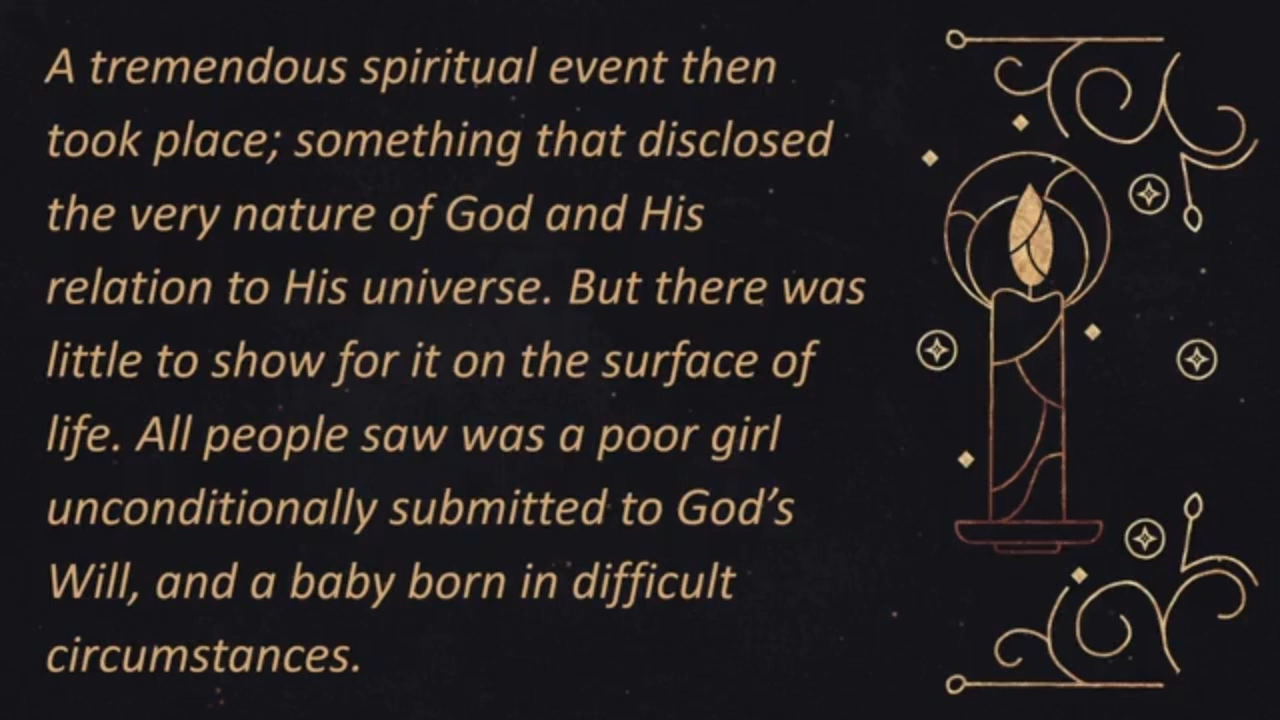 A tremendous spiritual event then
took place; something that disclosed
the very nature of God and His
relation to His universe. But there was
little to show for it on the surface of
life. All people saw was a poor girl
unconditionally submitted to God’s
Will, and a baby born in difficult
circumstances.